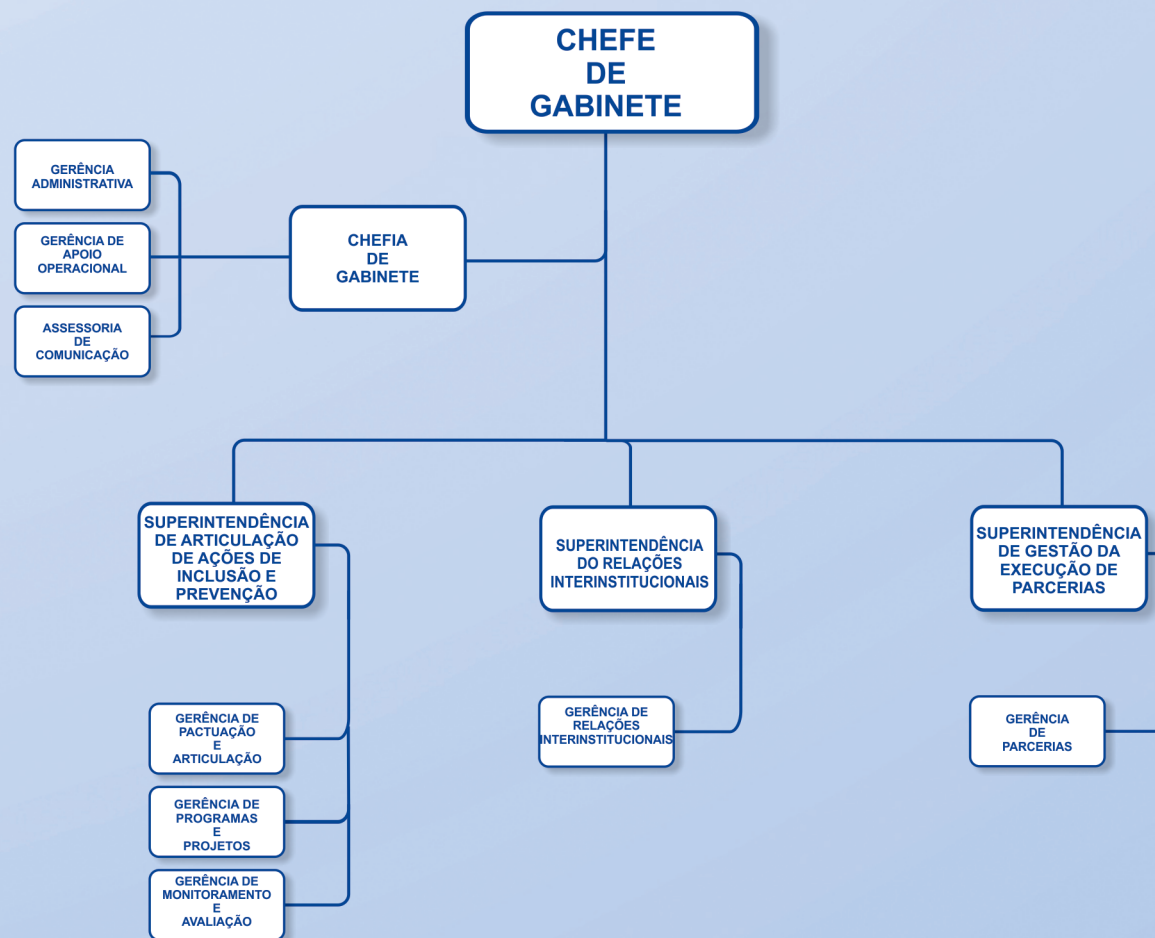 CHEFE
DE
GABINETE
GERÊNCIA
ADMINISTRATIVA
GERÊNCIA DE
APOIO
OPERACIONAL
ASSESSORIA
DE
COMUNICAÇÃO
CHEFIA
DE
GABINETE
SUPERINTENDÊNCIA
DE ARTICULAÇÃO
DE AÇÕES DE
INCLUSÃO E
PREVENÇÃO
SUPERINTENDÊNCIA
DO RELAÇÕES
INTERINSTITUCIONAIS
SUPERINTENDÊNCIA
DE GESTÃO DA
EXECUÇÃO DE
PARCERIAS
GERÊNCIA DE
PACTUAÇÃO
E
ARTICULAÇÃO
GERÊNCIA DE
PROGRAMAS
E
PROJETOS
GERÊNCIA DE
MONITORAMENTO
E
AVALIAÇÃO
GERÊNCIA DE
RELAÇÕES
INTERINSTITUCIONAIS
GERÊNCIA
DE
PARCERIAS